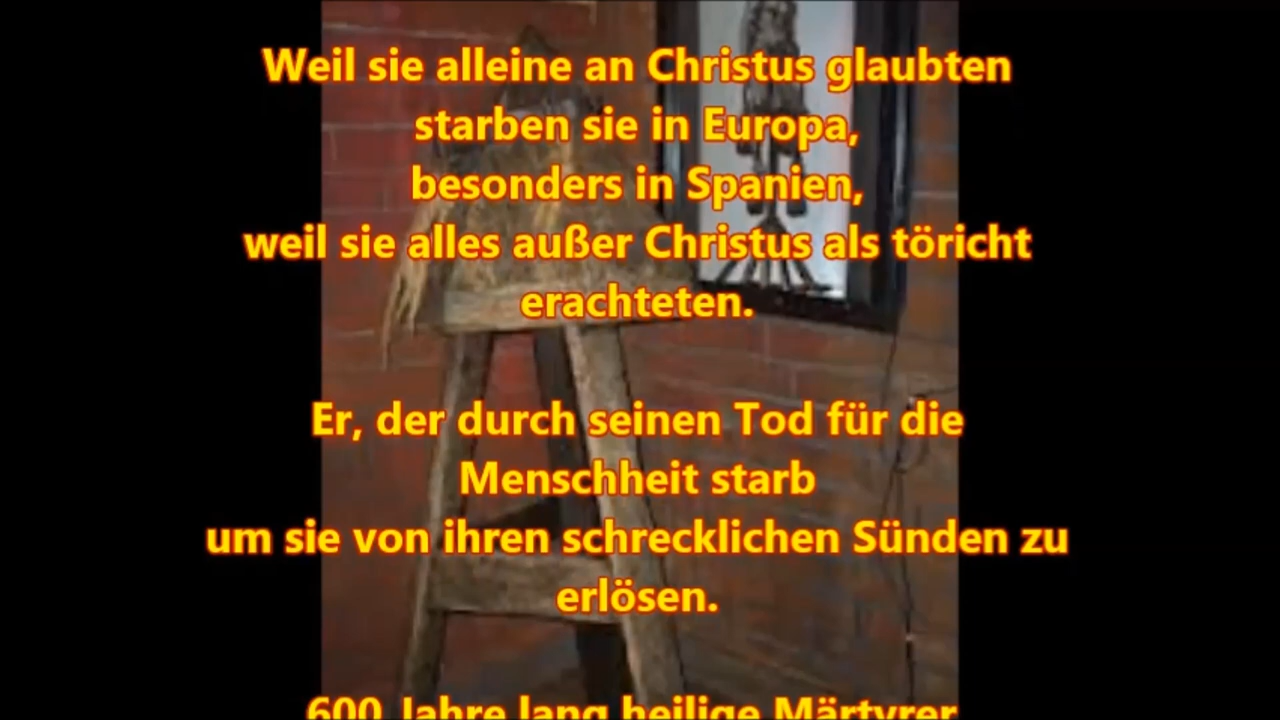 Weil sie alleine an Christus glaubten
starben sie in Europa,
besonders in Spanien,
weil sie alles außer Christus als töricht
erachteten.
Er, der durch seinen Tod für die
Menschheit starb
um sie von ihren schrecklichen Sünden zu
erlösen.
600 Jahre lang heilige Märtyrer